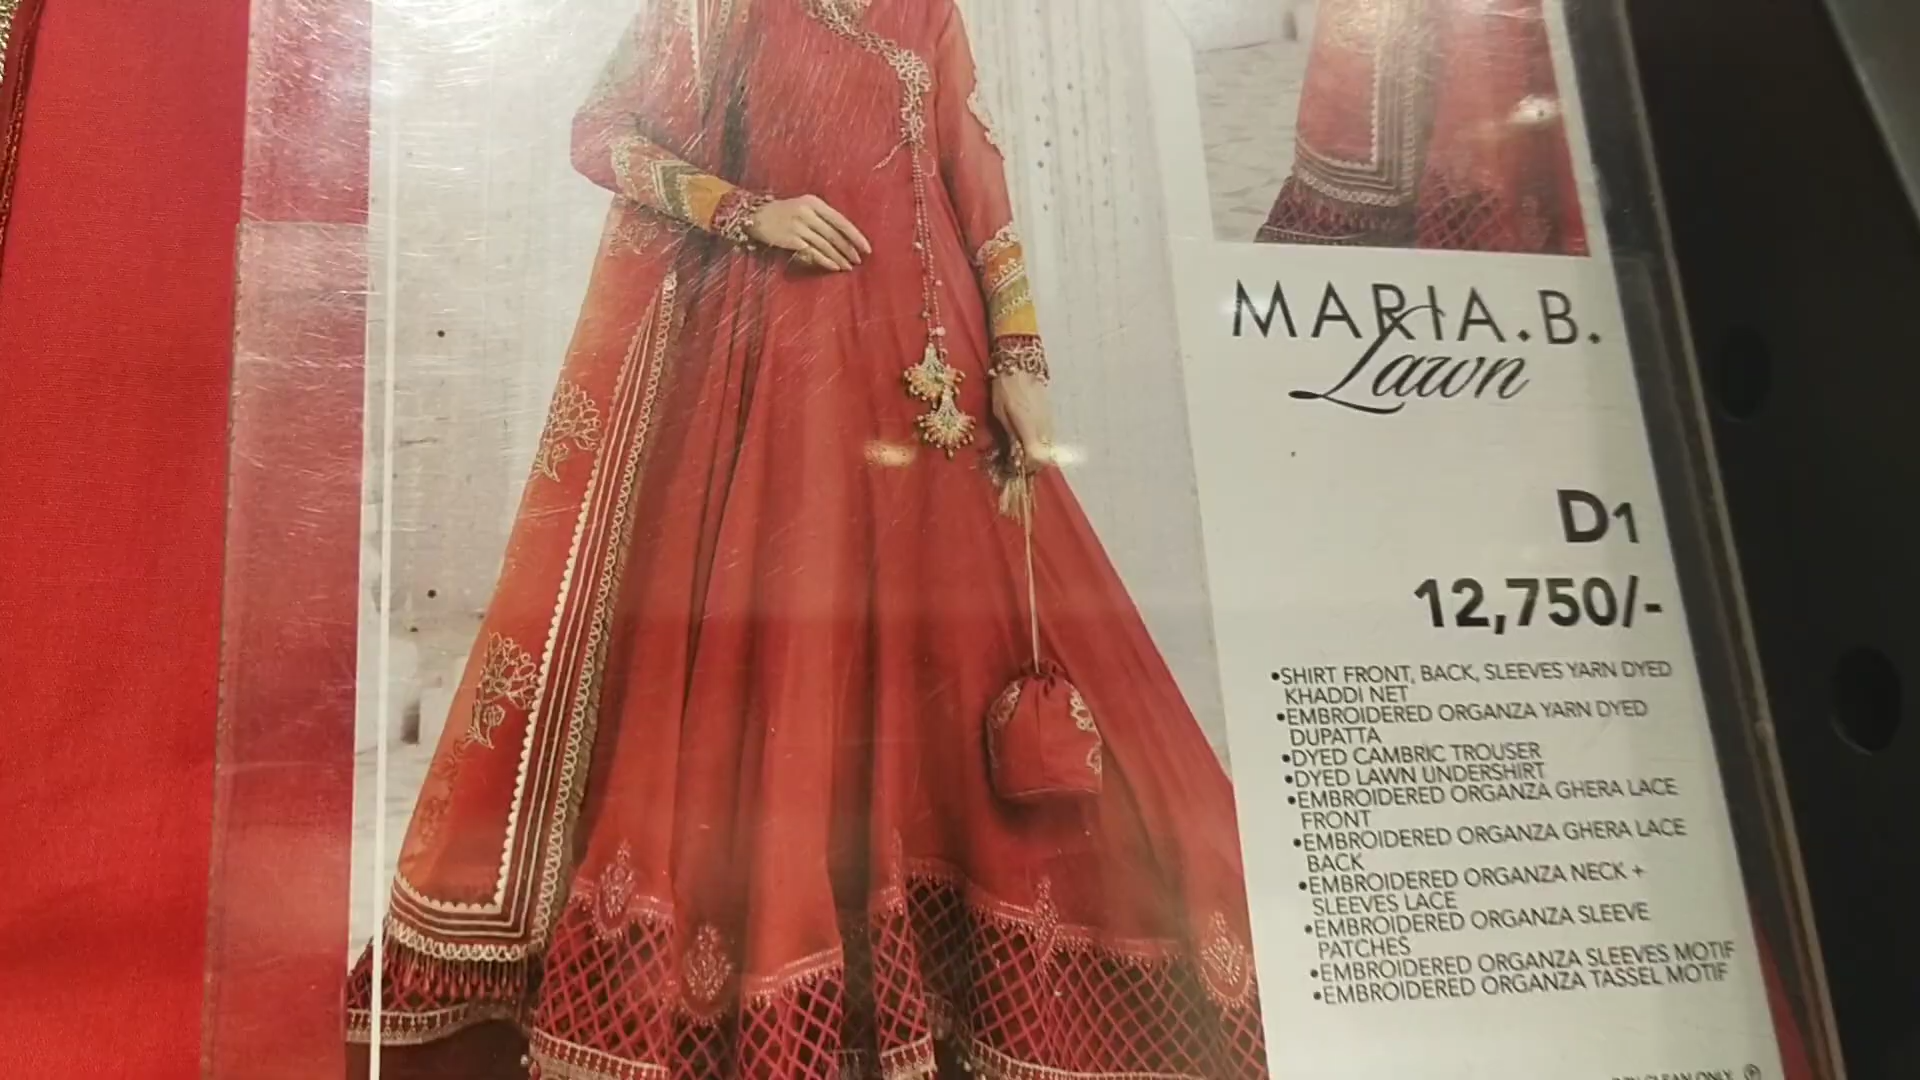 MARIA.B.
Lawn
D1
12,750/-
•SHIRT FRONT, BACK, SLEEVES YARN DYED
KHADDI NET
•EMBROIDERED ORGANZA YARN DYED
DUPATTA
•DYED CAMBRIC TROUSER
•DYED LAWN UNDERSHIRT
•EMBROIDERED ORGANZA GHERA LACE
FRONT
•EMBROIDERED ORGANZA GHERA LACE
BACK
•EMBROIDERED ORGANZA NECK +
SLEEVES LACE
•EMBROIDERED ORGANZA SLEEVE
PATCHES
•EMBROIDERED ORGANZA SLEEVES MOTIF
•EMBROIDERED ORGANZA TASSEL MOTIF
CLEAN ONLY